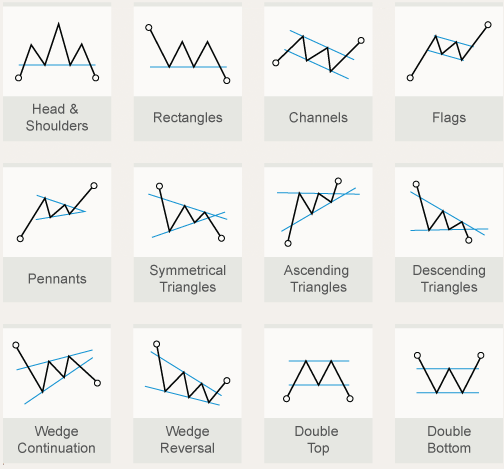 Head &
Shoulders
Rectangles
Channels
Flags
Pennants
Symmetrical
Triangles
Ascending
Triangles
Descending
Triangles
Wedge
Continuation
Wedge
Reversal
Double
Top
Double
Bottom